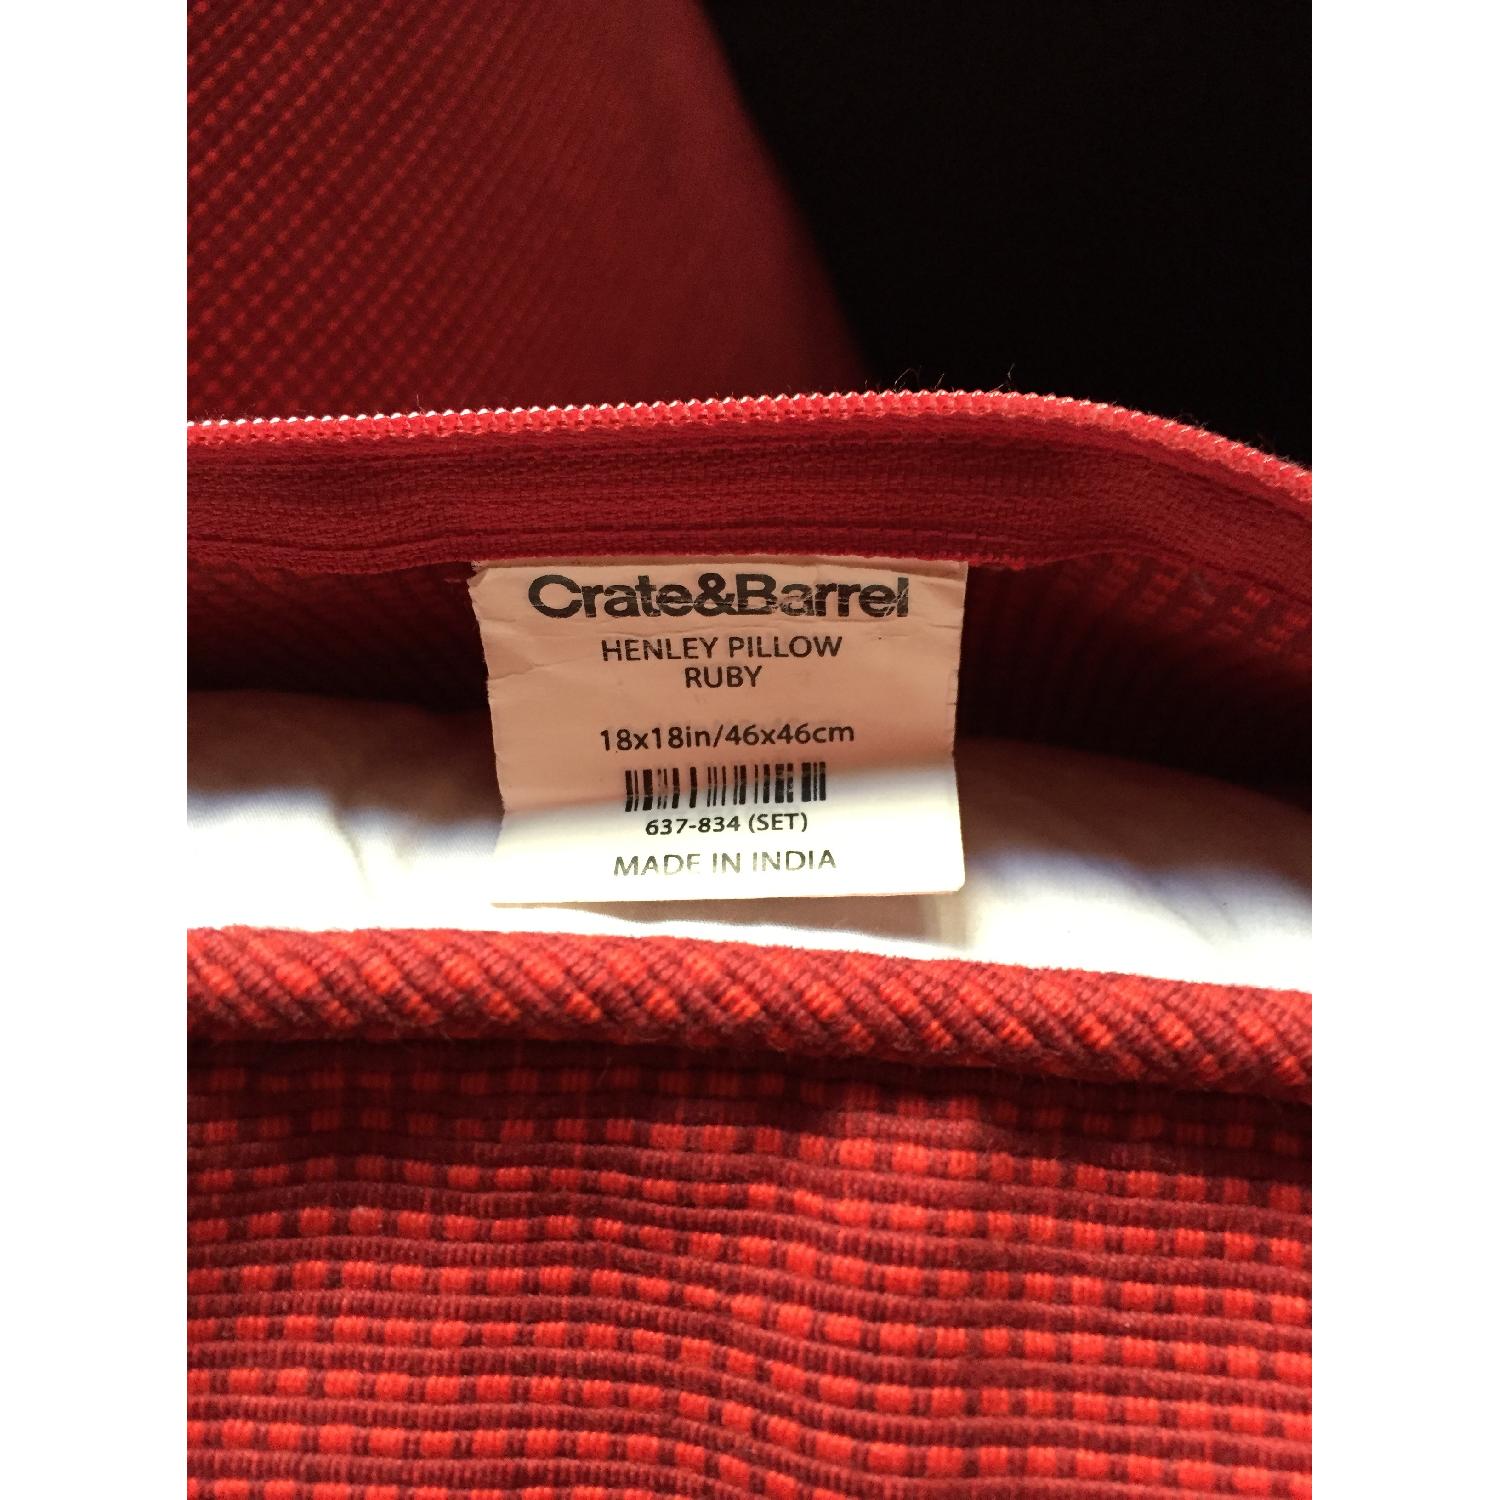 Crate&Barrel
HENLEY PILLOW
RUBY
18x18in/46x46cm
637-834 (SET)
MADE IN INDIA